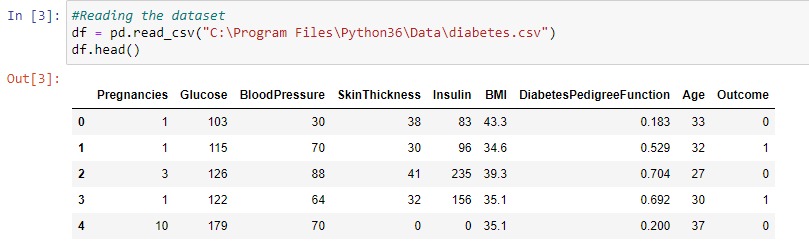 In [3]: #Reading the dataset
df = pd.read_csv("C:\Program Files\Python36\Data\diabetes.csv")
df.head()
Out[3]:
Pregnancies Glucose BloodPressure SkinThickness Insulin BMI DiabetesPedigreeFunction Age Outcome
0 1 103 30 38 83 43.3 0.183 33 0
1 1 115 70 30 96 34.6 0.529 32 1
2 3 126 88 41 235 39.3 0.704 27 0
3 1 122 64 32 156 35.1 0.692 30 1
4 10 179 70 0 0 35.1 0.200 37 0